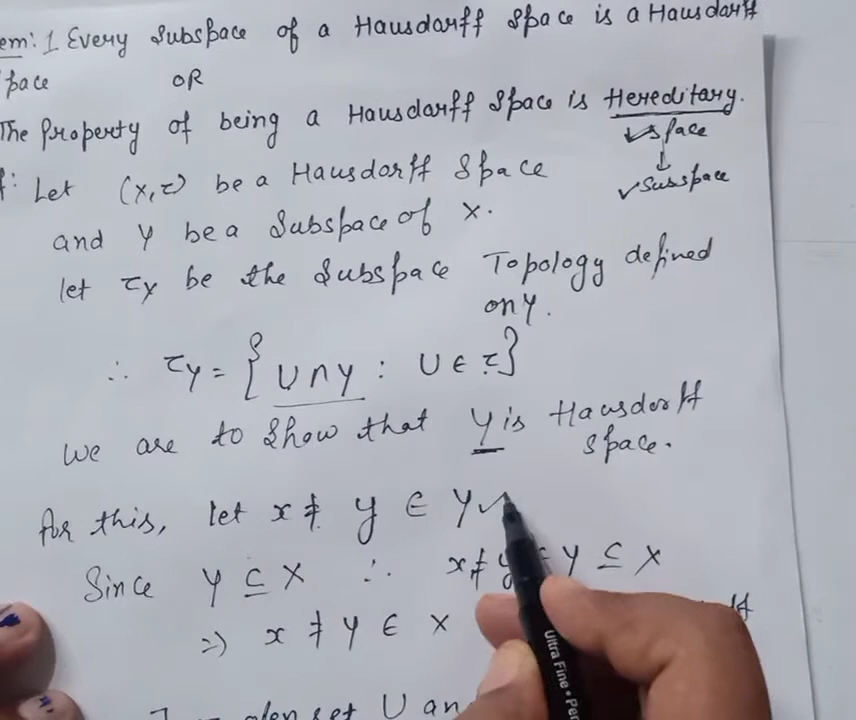 em: 1 Every Subspace of a Hausdorff Space is a Hausdorff
pace OR
The Property of being a Hausdorff Space is Hereditary.
✓space
↓
✓Subspace
f: Let (X,τ) be a Hausdorff Space
and Y be a Subspace of X.
let τY be the Subspace Topology defined
on Y.
∴ τY = { U∩Y : U ∈ τ }
we are to show that Y is Hausdorff
Space.
for this, let x ≠ y ∈ Y✓
Since Y ⊆ X ∴ x ≠ y ∈ Y ⊆ X
=) x ≠ y ∈ X
open set U an
Ultra Fine • Per